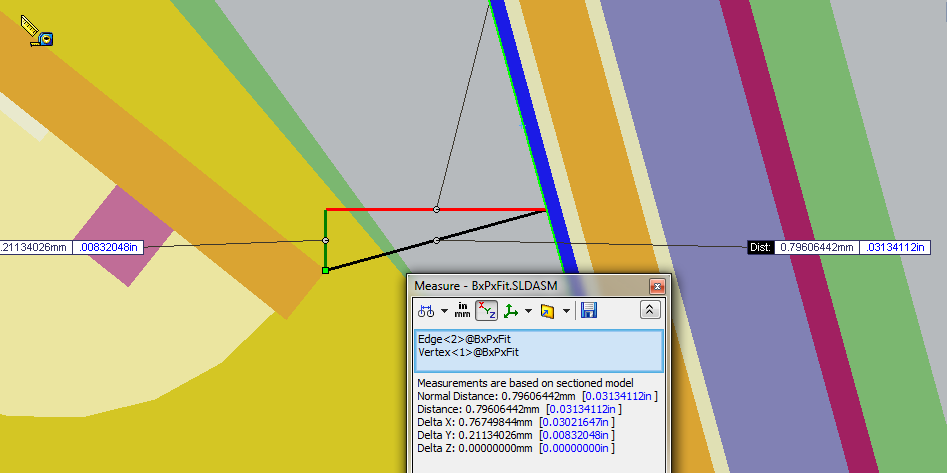 .21134026mm .00832048in
Dist: 0.79606442mm .03134112in
Measure - BxPxFit.SLDASM
in
mm
XYZ
Edge<2>@BxPxFit
Vertex<1>@BxPxFit
Measurements are based on sectioned model
Normal Distance: 0.79606442mm [0.03134112in ]
Distance: 0.79606442mm [0.03134112in ]
Delta X: 0.76749844mm [0.03021647in ]
Delta Y: 0.21134026mm [0.00832048in ]
Delta Z: 0.00000000mm [0.00000000in ]